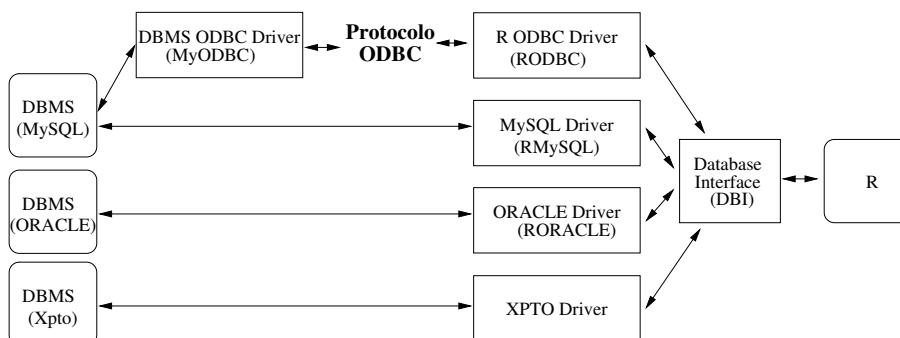 DBMS ODBC Driver
(MyODBC)
Protocolo
ODBC
R ODBC Driver
(RODBC)
DBMS
(MySQL)
MySQL Driver
(RMySQL)
Database
Interface
(DBI)
R
DBMS
(ORACLE)
ORACLE Driver
(RORACLE)
DBMS
(Xpto)
XPTO Driver